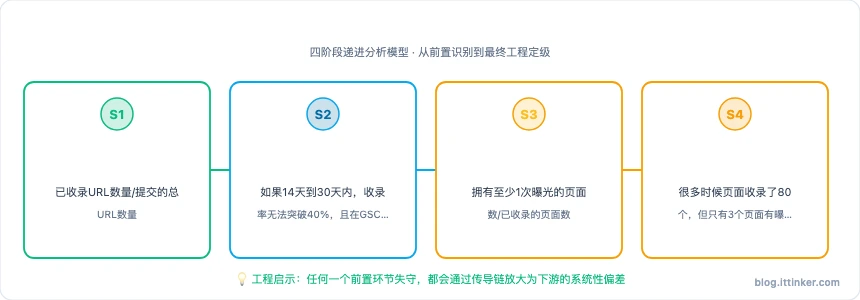 四阶段递进分析模型 · 从前置识别到最终工程定级
S1
已收录URL数量/提交的总
URL数量
S2
如果14天到30天内，收录
率无法突破40%，且在GSC...
S3
拥有至少1次曝光的页面
数/已收录的页面数
S4
很多时候页面收录了80
个，但只有3个页面有曝...
💡 工程启示：任何一个前置环节失守，都会通过传导链放大为下游的系统性偏差
blog.ittinker.com